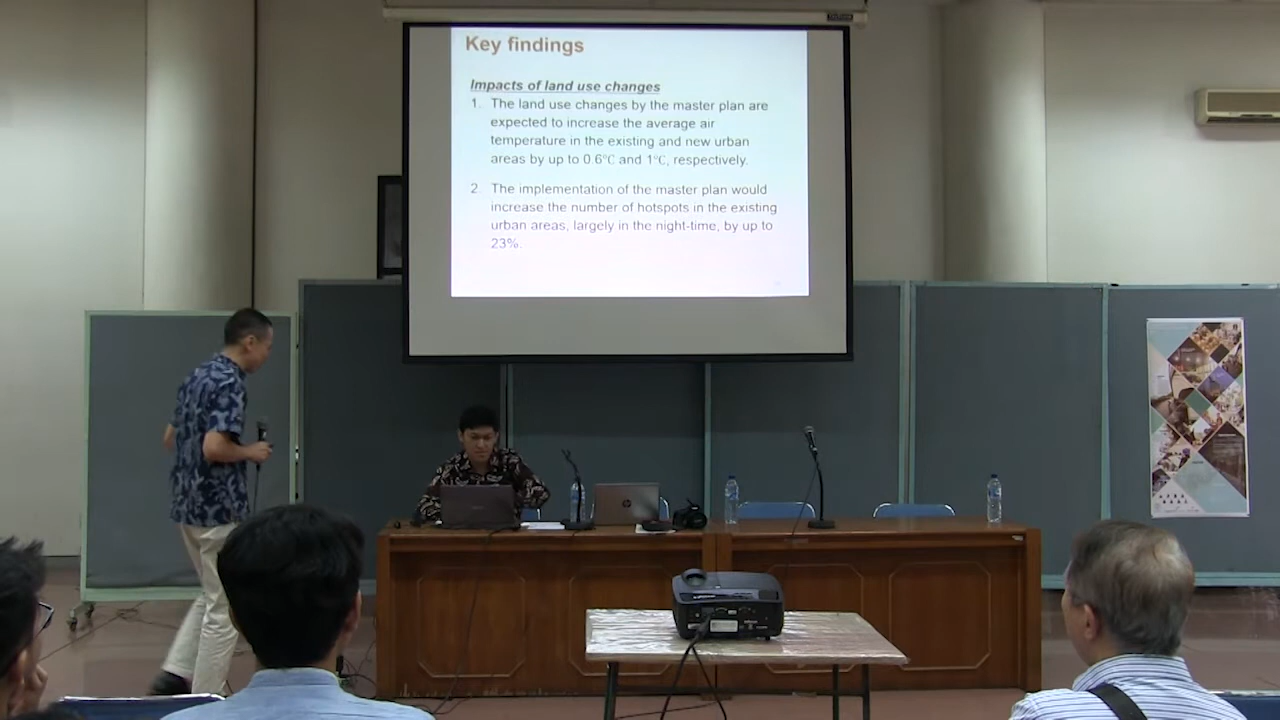 Key findings
Impacts of land use changes
1. The land use changes by the master plan are
expected to increase the average air
temperature in the existing and new urban
areas by up to 0.6℃ and 1℃, respectively.
2. The implementation of the master plan would
increase the number of hotspots in the existing
urban areas, largely in the night-time, by up to
23%.